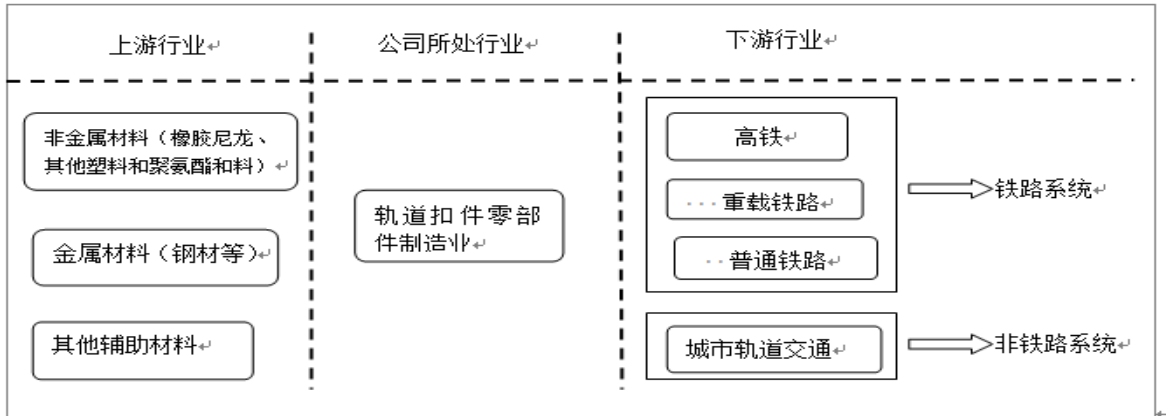 上游行业
公司所处行业
下游行业
非金属材料（橡胶尼龙、
其他塑料和聚氨酯和料）
金属材料（钢材等）
其他辅助材料
轨道扣件零部
件制造业
高铁
重载铁路
普通铁路
铁路系统
城市轨道交通
非铁路系统